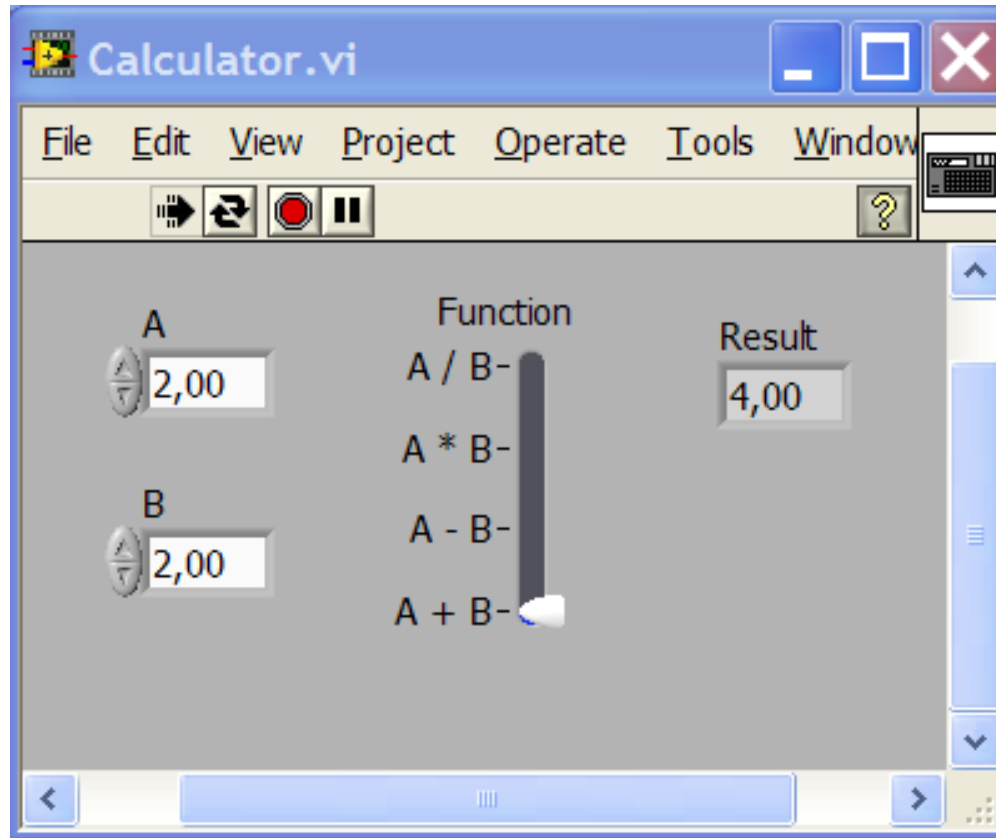 Calculator.vi
File Edit View Project Operate Tools Window
?
A
2,00
B
2,00
Function
A / B-
A * B-
A - B-
A + B-
Result
4,00